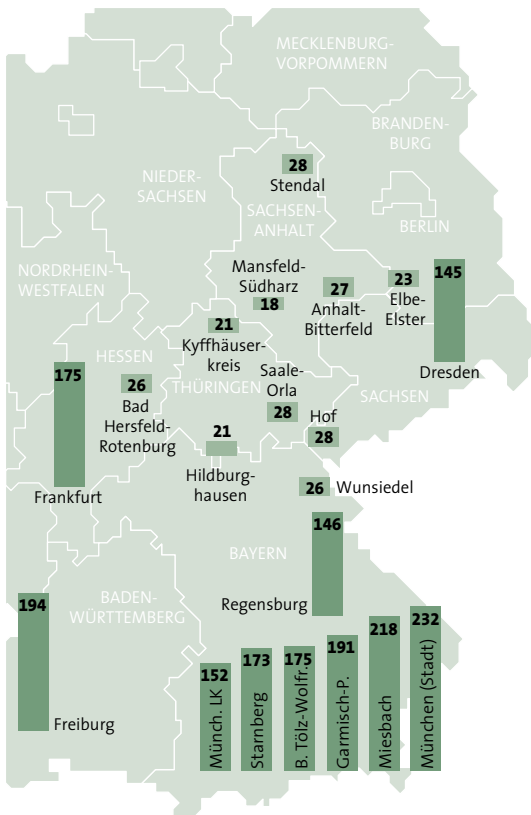 MECKLENBURG-
VORPOMMERN
BRANDEN-
BURG
28
Stendal
NIEDER-
SACHSEN
SACHSEN-
ANHALT
BERLIN
NORDRHEIN-
WESTFALEN
Mansfeld-
Südharz
18
27
Anhalt-
Bitterfeld
23
Elbe-
Elster
145
Dresden
21
Kyffhäuser-
kreis
HESSEN
175
Frankfurt
26
Bad
Hersfeld-
Rotenburg
THÜRINGEN
Saale-
Orla
28
SACHSEN
Hof
28
21
Hildburg-
hausen
26 Wunsiedel
146
Regensburg
BAYERN
BADEN-
WÜRTTEMBERG
194
Freiburg
152
Münch. LK
173
Starnberg
175
B. Tölz-Wolfr.
191
Garmisch-P.
218
Miesbach
232
München (Stadt)